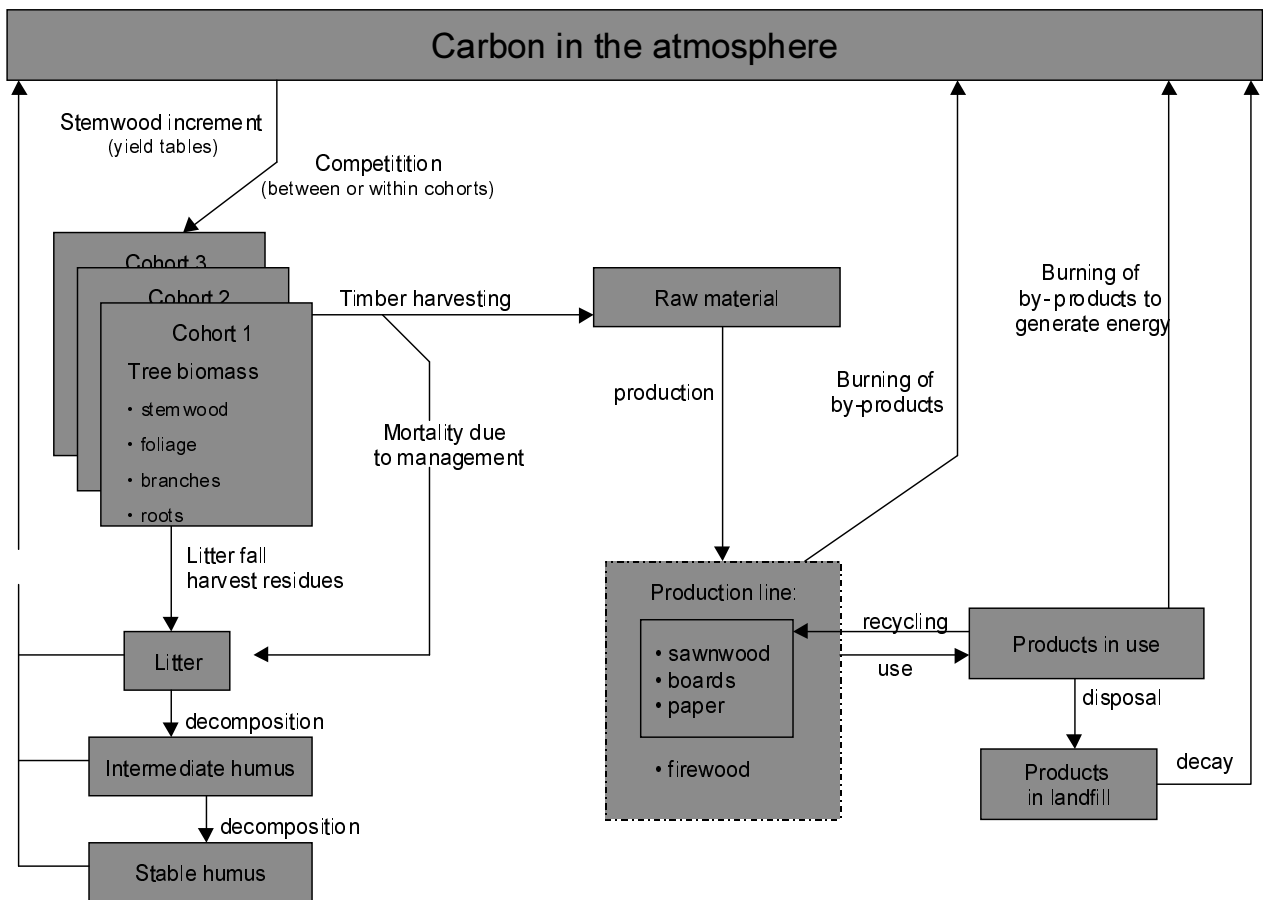 Carbon in the atmosphere
Stemwood increment
(yield tables)
Competitition
(between or within cohorts)
Cohort 3
Cohort 2
Cohort 1
Tree biomass
• stemwood
• foliage
• branches
• roots
Timber harvesting
Raw material
Mortality due
to management
production
Burning of
by-products
Burning of
by-products to
generate energy
Litter fall
harvest residues
Litter
decomposition
Intermediate humus
decomposition
Stable humus
Production line:
• sawnwood
• boards
• paper
• firewood
recycling
use
Products in use
disposal
Products
in landfill
decay